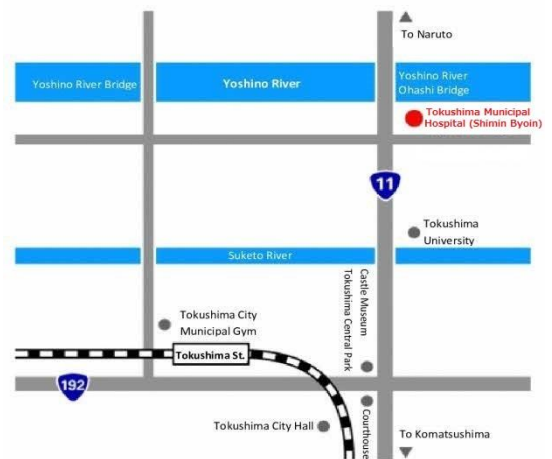 To Naruto
Yoshino River Bridge
Yoshino River
Yoshino River
Ohashi Bridge
Tokushima Municipal
Hospital (Shimin Byoin)
11
Tokushima
University
Suketo River
Castle Museum
Tokushima Central Park
Tokushima City
Municipal Gym
Tokushima St.
192
Tokushima City Hall
Courthouse
To Komatsushima